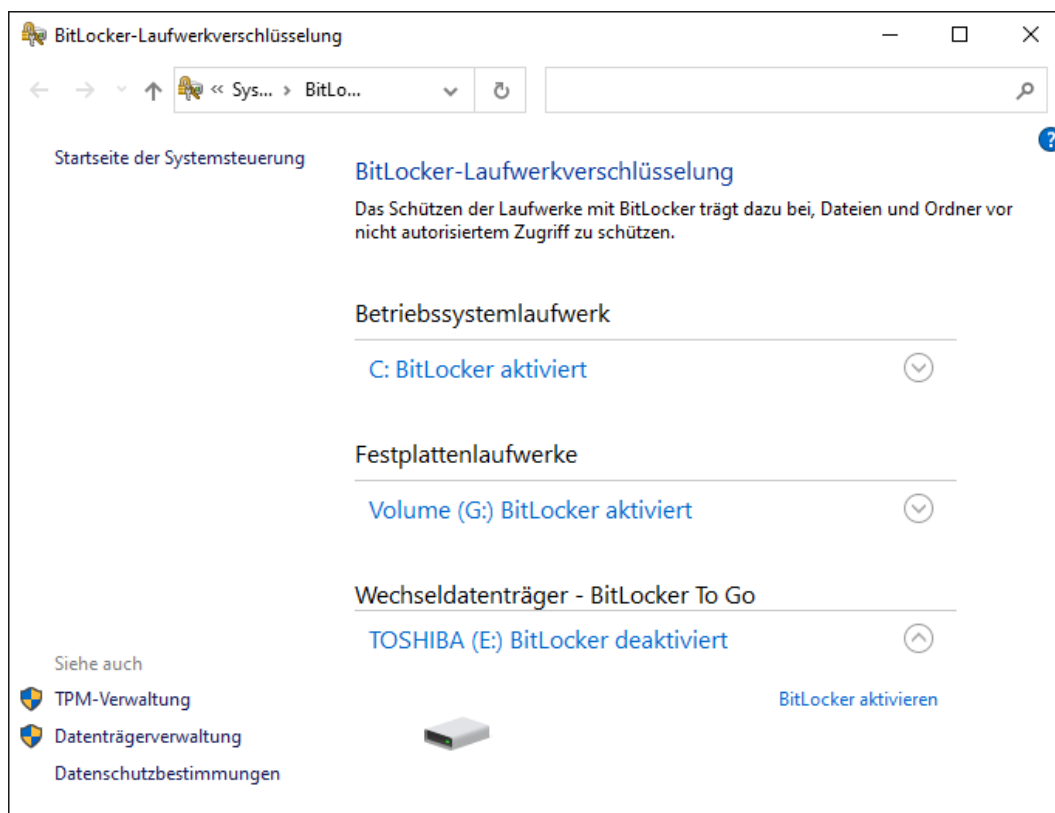 BitLocker-Laufwerkverschlüsselung
« Sys... › BitLo...
Startseite der Systemsteuerung
BitLocker-Laufwerkverschlüsselung
Das Schützen der Laufwerke mit BitLocker trägt dazu bei, Dateien und Ordner vor
nicht autorisiertem Zugriff zu schützen.
Betriebssystemlaufwerk
C: BitLocker aktiviert
Festplattenlaufwerke
Volume (G:) BitLocker aktiviert
Wechseldatenträger - BitLocker To Go
TOSHIBA (E:) BitLocker deaktiviert
BitLocker aktivieren
Siehe auch
TPM-Verwaltung
Datenträgerverwaltung
Datenschutzbestimmungen